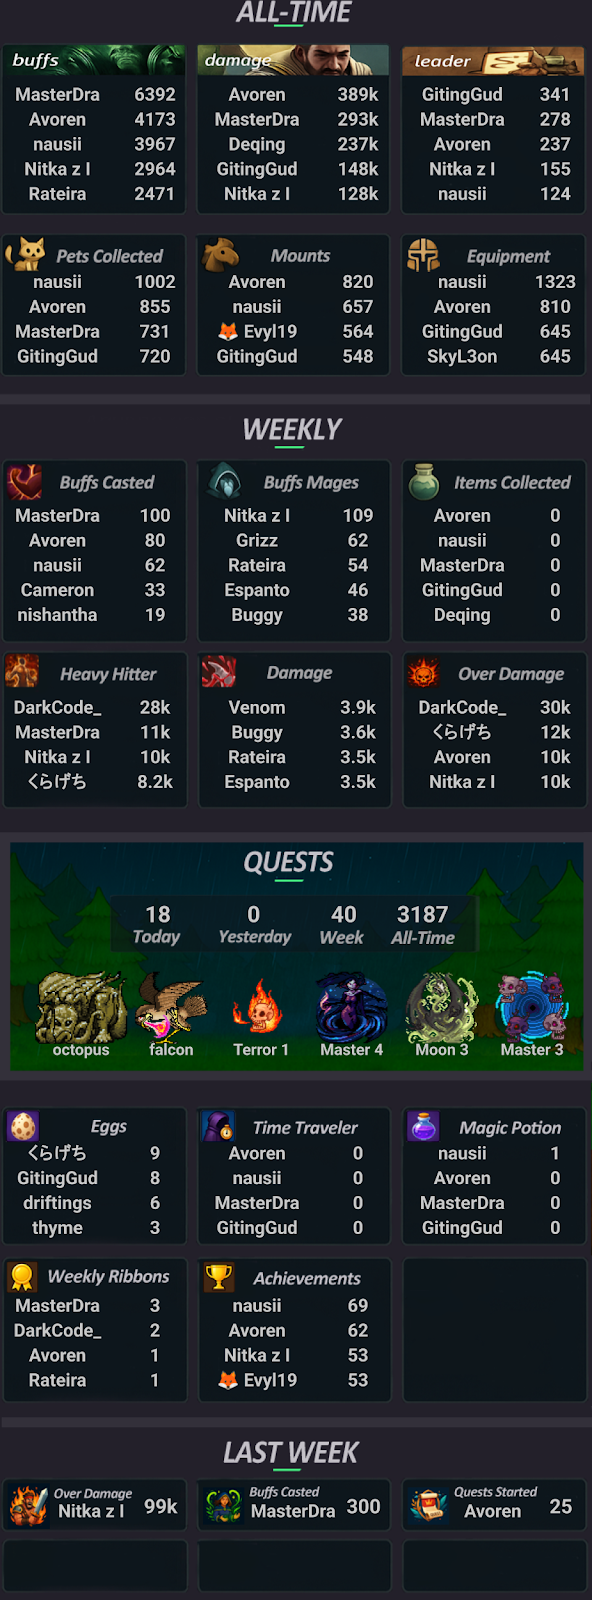 ALL-TIME
buffs
MasterDra 6392
Avoren 4173
nausii 3967
Nitka z I 2964
Rateira 2471
damage
Avoren 389k
MasterDra 293k
Deqing 237k
GitingGud 148k
Nitka z I 128k
leader
GitingGud 341
MasterDra 278
Avoren 237
Nitka z I 155
nausii 124
Pets Collected
nausii 1002
Avoren 855
MasterDra 731
GitingGud 720
Mounts
Avoren 820
nausii 657
🦊 Evyl19 564
GitingGud 548
Equipment
nausii 1323
Avoren 810
GitingGud 645
SkyL3on 645
WEEKLY
Buffs Casted
MasterDra 100
Avoren 80
nausii 62
Cameron 33
nishantha 19
Buffs Mages
Nitka z I 109
Grizz 62
Rateira 54
Espanto 46
Buggy 38
Items Collected
Avoren 0
nausii 0
MasterDra 0
GitingGud 0
Deqing 0
Heavy Hitter
DarkCode_ 28k
MasterDra 11k
Nitka z I 10k
くらげち 8.2k
Damage
Venom 3.9k
Buggy 3.6k
Rateira 3.5k
Espanto 3.5k
Over Damage
DarkCode_ 30k
くらげち 12k
Avoren 10k
Nitka z I 10k
QUESTS
18 0 40 3187
Today Yesterday Week All-Time
octopus falcon Terror 1 Master 4 Moon 3 Master 3
Eggs
くらげち 9
GitingGud 8
driftings 6
thyme 3
Time Traveler
Avoren 0
nausii 0
MasterDra 0
GitingGud 0
Magic Potion
nausii 1
Avoren 0
MasterDra 0
GitingGud 0
Weekly Ribbons
MasterDra 3
DarkCode_ 2
Avoren 1
Rateira 1
Achievements
nausii 69
Avoren 62
Nitka z I 53
🦊 Evyl19 53
LAST WEEK
Over Damage
Nitka z I 99k
Buffs Casted
MasterDra 300
Quests Started
Avoren 25